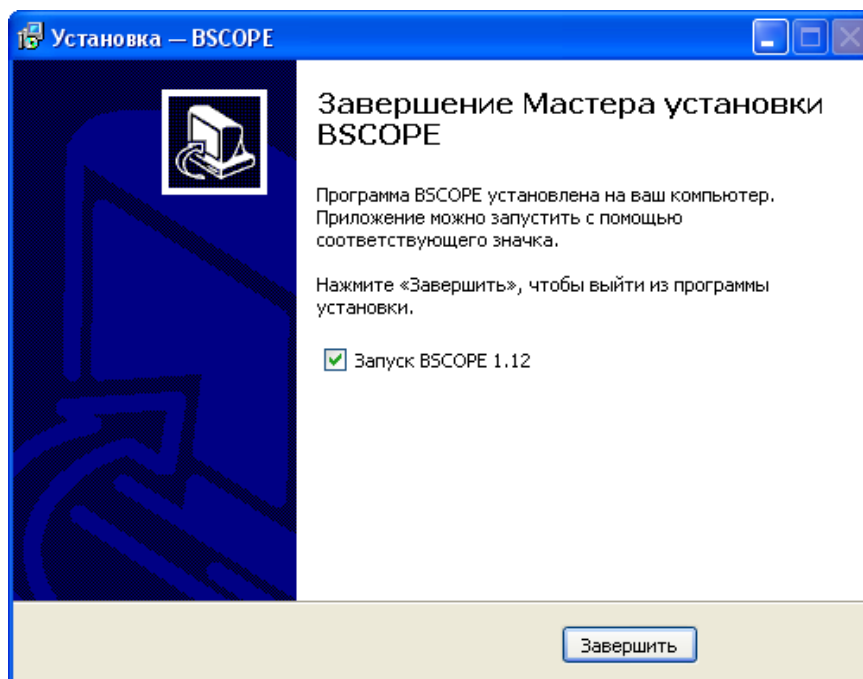 Установка — BSCOPE
Завершение Мастера установки
BSCOPE
Программа BSCOPE установлена на ваш компьютер.
Приложение можно запустить с помощью
соответствующего значка.
Нажмите «Завершить», чтобы выйти из программы
установки.
Запуск BSCOPE 1.12
Завершить